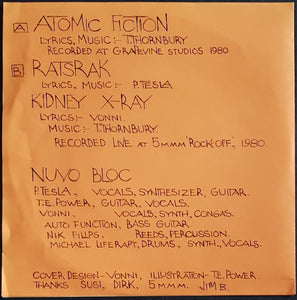 A ATOMIC FICTION
LYRICS, MUSIC:- T.THORNBURY
RECORDED AT GRAPEVINE STUDIOS 1980
B RATSRAK
LYRICS, MUSIC:- P.TESLA
KIDNEY X-RAY
LYRICS:- VONNI.
MUSIC:- T.THORNBURY.
RECORDED LIVE AT 5MMM 'ROCK-OFF', 1980.
NUVO BLOC
P.TESLA, VOCALS, SYNTHESIZER, GUITAR.
T.E. POWER, GUITAR, VOCALS.
VONNI, VOCALS, SYNTH, CONGAS.
AUTO FUNCTION, BASS GUITAR
NIK FILIPS, REEDS, PERCUSSION.
MICHAEL LIFERAFT, DRUMS, SYNTH, VOCALS.
COVER DESIGN-VONNI, ILLUSTRATION-T.E. POWER.
THANKS SUSI, DIRK, 5MMM. JIM B.